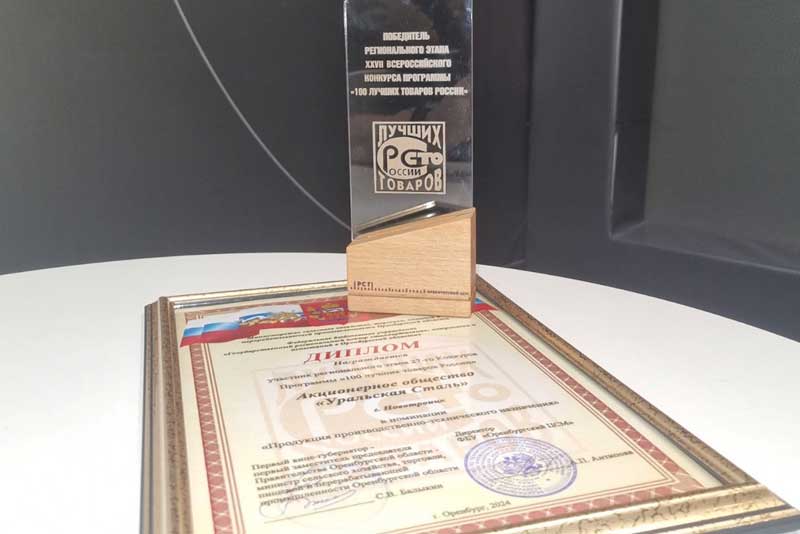 ПОБЕДИТЕЛЬ
РЕГИОНАЛЬНОГО ЭТАПА
XXVII ВСЕРОССИЙСКОГО
КОНКУРСА ПРОГРАММЫ
«100 ЛУЧШИХ ТОВАРОВ РОССИИ»
ЛУЧШИХ
СТО
РОССИИ
ТОВАРОВ
ДИПЛОМ
Награждается
участник регионального этапа 27-го Конкурса
Программы «100 лучших товаров России»
Акционерное общество
«Уральская Сталь»
г. Новотроицк
в номинации
«Продукция производственно-технического назначения»
Первый вице-губернатор –
первый заместитель председателя
Правительства Оренбургской области –
министр сельского хозяйства, торговли,
пищевой и перерабатывающей
промышленности Оренбургской области
С.В. Балыкин
Директор
ФБУ «Оренбургский ЦСМ»
г. Оренбург, 2024